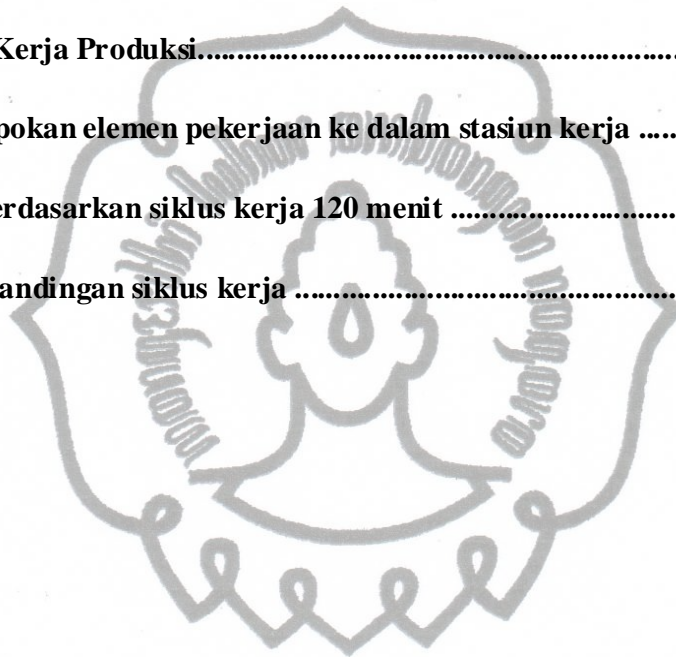 Kerja Produksi..............................................................
pokan elemen pekerjaan ke dalam stasiun kerja .....
erdasarkan siklus kerja 120 menit .............................
andingan siklus kerja ..................................................